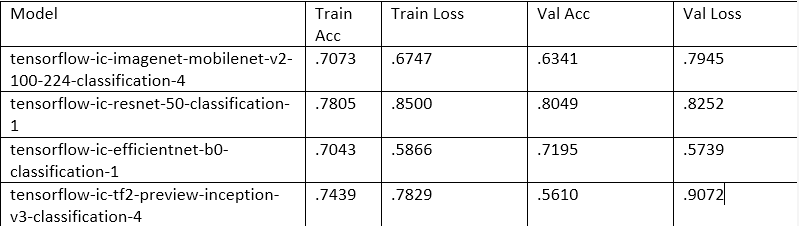 Model Train Acc Train Loss Val Acc Val Loss
tensorflow-ic-imagenet-mobilenet-v2-100-224-classification-4 .7073 .6747 .6341 .7945
tensorflow-ic-resnet-50-classification-1 .7805 .8500 .8049 .8252
tensorflow-ic-efficientnet-b0-classification-1 .7043 .5866 .7195 .5739
tensorflow-ic-tf2-preview-inception-v3-classification-4 .7439 .7829 .5610 .9072